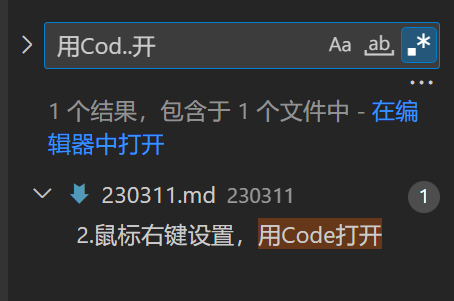 用Cod..开 Aa ab .*
...
1 个结果，包含于 1 个文件中 - 在编
辑器中打开
230311.md 230311 1
2.鼠标右键设置，用Code打开